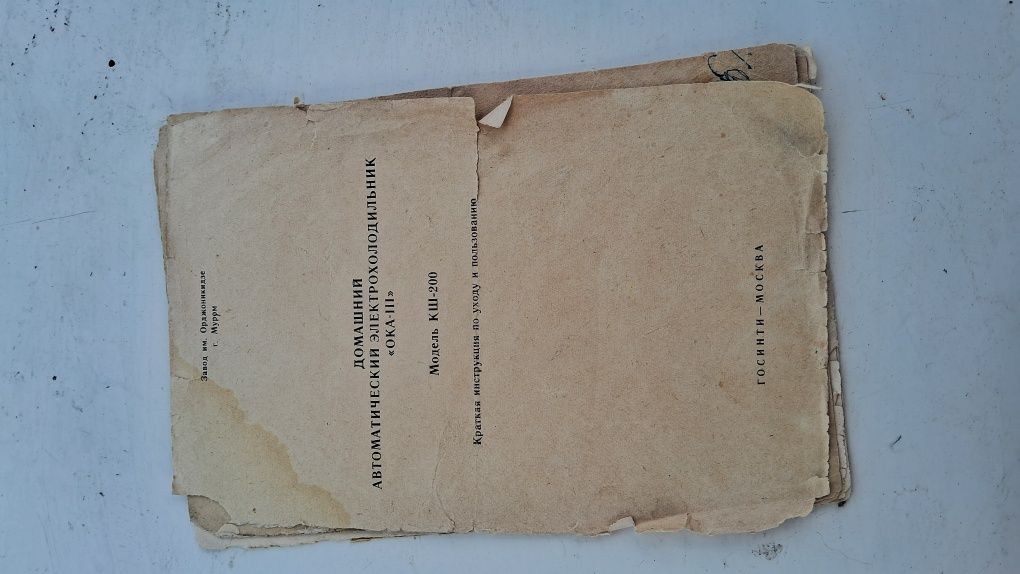 Завод им. Орджоникидзе
г. Муром
ДОМАШНИЙ
АВТОМАТИЧЕСКИЙ ЭЛЕКТРОХОЛОДИЛЬНИК
«ОКА-III»
Модель КШ-200
Краткая инструкция по уходу и пользованию
ГОСИНТИ—МОСКВА